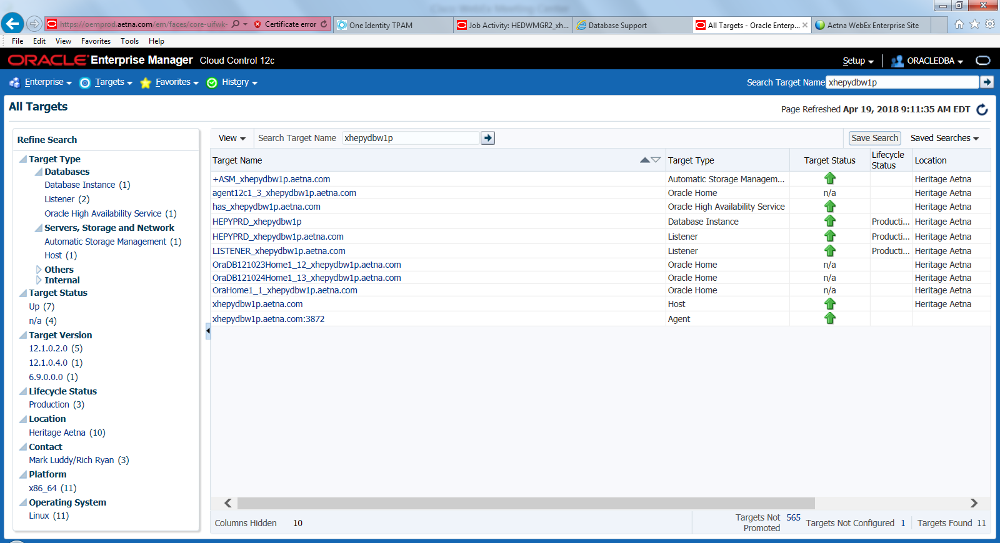 Cisco WebEx Meeting Center
https://oemprod.aetna.com/em/faces/core-uifwk- Certificate error One Identity TPAM Job Activity: HEDWMGR2_xh... Database Support All Targets - Oracle Enterp... Aetna WebEx Enterprise Site
File Edit View Favorites Tools Help
ORACLE Enterprise Manager Cloud Control 12c Setup ORACLEDBA
Enterprise Targets Favorites History Search Target Name xhepydbw1p
All Targets Page Refreshed Apr 19, 2018 9:11:35 AM EDT
Refine Search
Target Type
Databases
Database Instance (1)
Listener (2)
Oracle High Availability Service (1)
Servers, Storage and Network
Automatic Storage Management (1)
Host (1)
Others
Internal
Target Status
Up (7)
n/a (4)
Target Version
12.1.0.2.0 (5)
12.1.0.4.0 (1)
6.9.0.0.0 (1)
Lifecycle Status
Production (3)
Location
Heritage Aetna (10)
Contact
Mark Luddy/Rich Ryan (3)
Platform
x86_64 (11)
Operating System
Linux (11)
View Search Target Name xhepydbw1p Save Search Saved Searches
Target Name Target Type Target Status Lifecycle Status Location
+ASM_xhepydbw1p.aetna.com Automatic Storage Managem... Heritage Aetna
agent12c1_3_xhepydbw1p.aetna.com Oracle Home n/a Heritage Aetna
has_xhepydbw1p.aetna.com Oracle High Availability Service Heritage Aetna
HEPYPRD_xhepydbw1p Database Instance Producti... Heritage Aetna
HEPYPRD_xhepydbw1p.aetna.com Listener Producti... Heritage Aetna
LISTENER_xhepydbw1p.aetna.com Listener Producti... Heritage Aetna
OraDB121023Home1_12_xhepydbw1p.aetna.com Oracle Home n/a Heritage Aetna
OraDB121024Home1_13_xhepydbw1p.aetna.com Oracle Home n/a Heritage Aetna
OraHome1_1_xhepydbw1p.aetna.com Oracle Home n/a Heritage Aetna
xhepydbw1p.aetna.com Host Heritage Aetna
xhepydbw1p.aetna.com:3872 Agent
Columns Hidden 10 Targets Not Promoted 565 Targets Not Configured 1 Targets Found 11